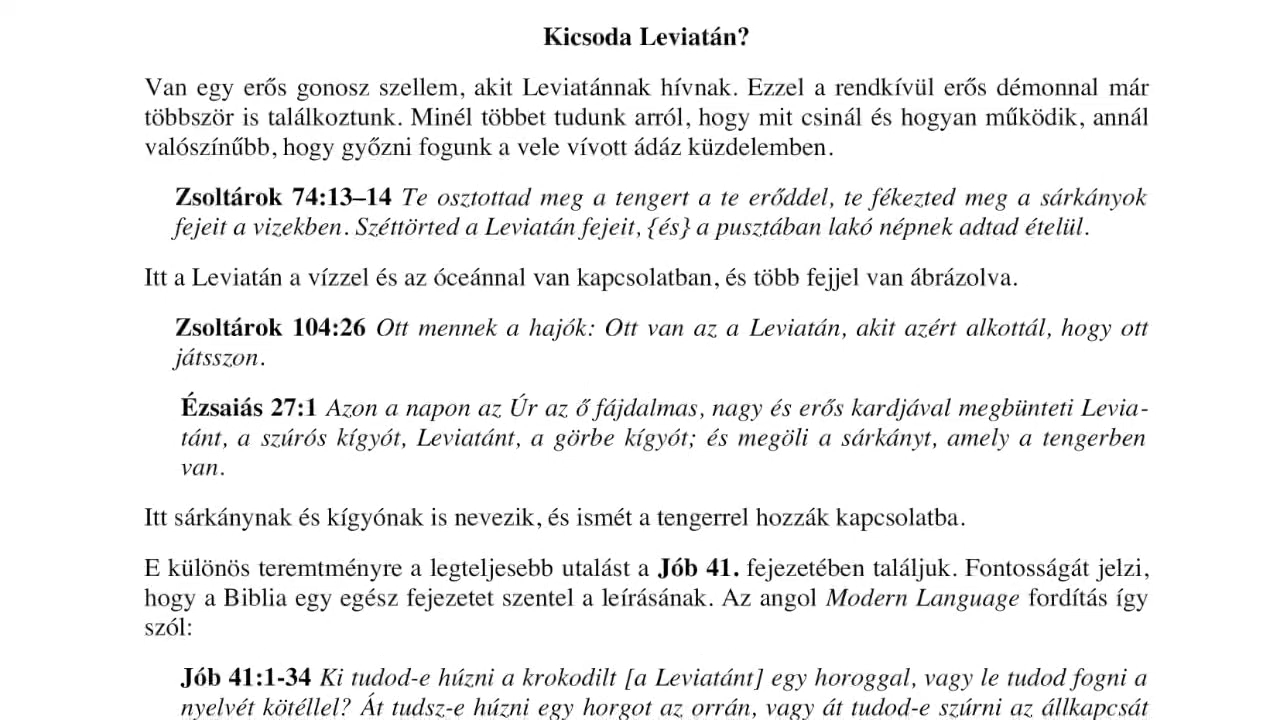 Kicsoda Leviatán?
Van egy erős gonosz szellem, akit Leviatánnak hívnak. Ezzel a rendkívül erős démonnal már
többször is találkoztunk. Minél többet tudunk arról, hogy mit csinál és hogyan működik, annál
valószínűbb, hogy győzni fogunk a vele vívott ádáz küzdelemben.
Zsoltárok 74:13–14 Te osztottad meg a tengert a te erőddel, te fékezted meg a sárkányok
fejeit a vizekben. Széttörted a Leviatán fejeit, {és} a pusztában lakó népnek adtad ételül.
Itt a Leviatán a vízzel és az óceánnal van kapcsolatban, és több fejjel van ábrázolva.
Zsoltárok 104:26 Ott mennek a hajók: Ott van az a Leviatán, akit azért alkottál, hogy ott
játsszon.
Ézsaiás 27:1 Azon a napon az Úr az ő fájdalmas, nagy és erős kardjával megbünteti Levia-
tánt, a szúrós kígyót, Leviatánt, a görbe kígyót; és megöli a sárkányt, amely a tengerben
van.
Itt sárkánynak és kígyónak is nevezik, és ismét a tengerrel hozzák kapcsolatba.
E különös teremtményre a legteljesebb utalást a Jób 41. fejezetében találjuk. Fontosságát jelzi,
hogy a Biblia egy egész fejezetet szentel a leírásának. Az angol Modern Language fordítás így
szól:
Jób 41:1-34 Ki tudod-e húzni a krokodilt [a Leviatánt] egy horoggal, vagy le tudod fogni a
nyelvét kötéllel? Át tudsz-e húzni egy horgot az orrán, vagy át tudod-e szúrni az állkapcsát